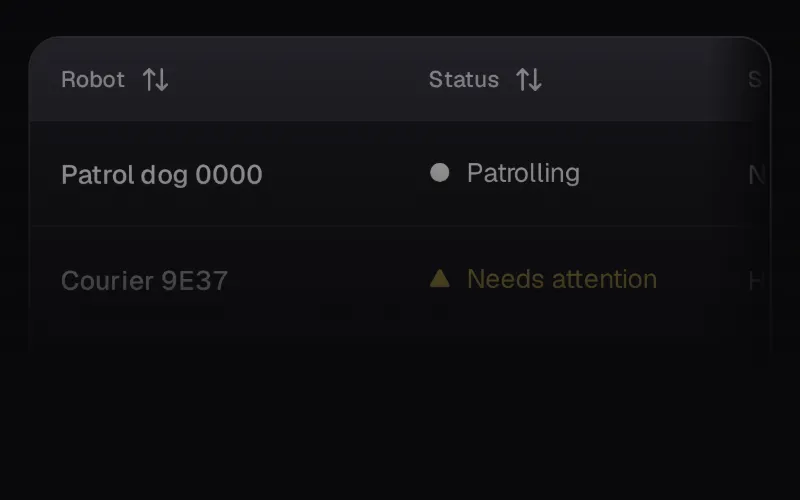 Robot Status
Patrol dog 0000 Patrolling
Courier 9E37 Needs attention